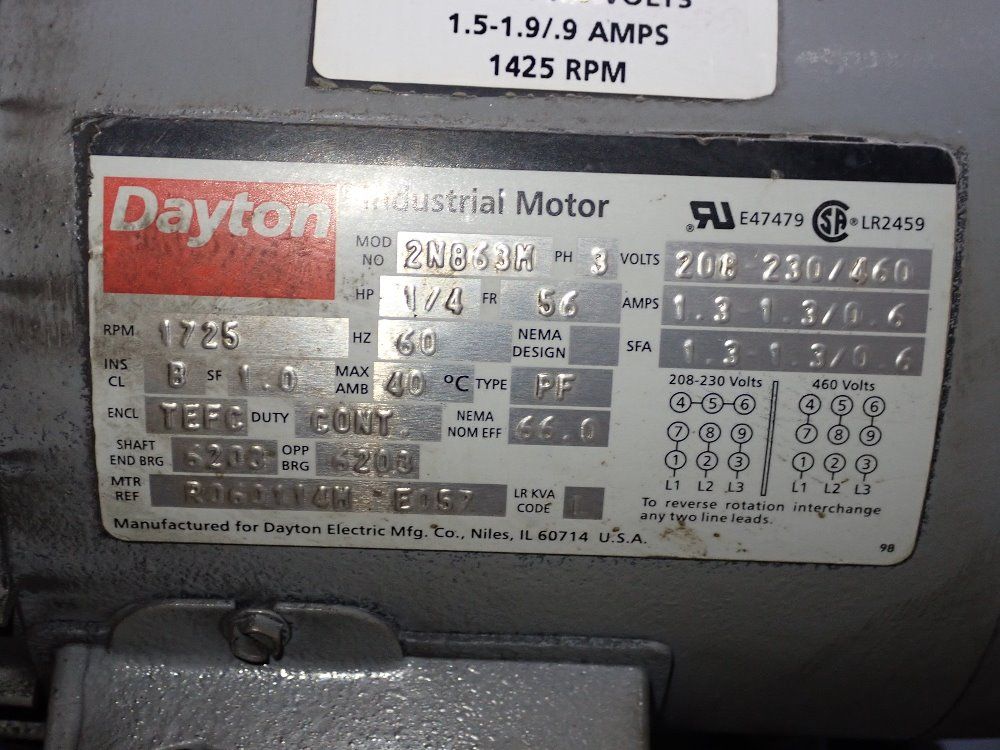 VOLTS
1.5-1.9/.9 AMPS
1425 RPM
Dayton Industrial Motor
E47479 SA ® LR2459
MOD NO 2N863M PH 3 VOLTS 208-230/460
HP 1/4 FR 56 AMPS 1.3-1.3/0.6
RPM 1725 HZ 60 NEMA DESIGN SFA 1.3-1.3/0.6
INS CL B SF 1.0 MAX AMB 40 °C TYPE PF
ENCL TEFC DUTY CONT. NEMA NOM EFF 66.0
SHAFT END BRG 6203 OPP BRG 6203
MTR REF LR KVA CODE L
208-230 Volts 460 Volts
4 5 6 4 5 6
7 8 9 7 8 9
1 2 3 1 2 3
L1 L2 L3 L1 L2 L3
To reverse rotation interchange
any two line leads.
Manufactured for Dayton Electric Mfg. Co., Niles, IL 60714 U.S.A.
98